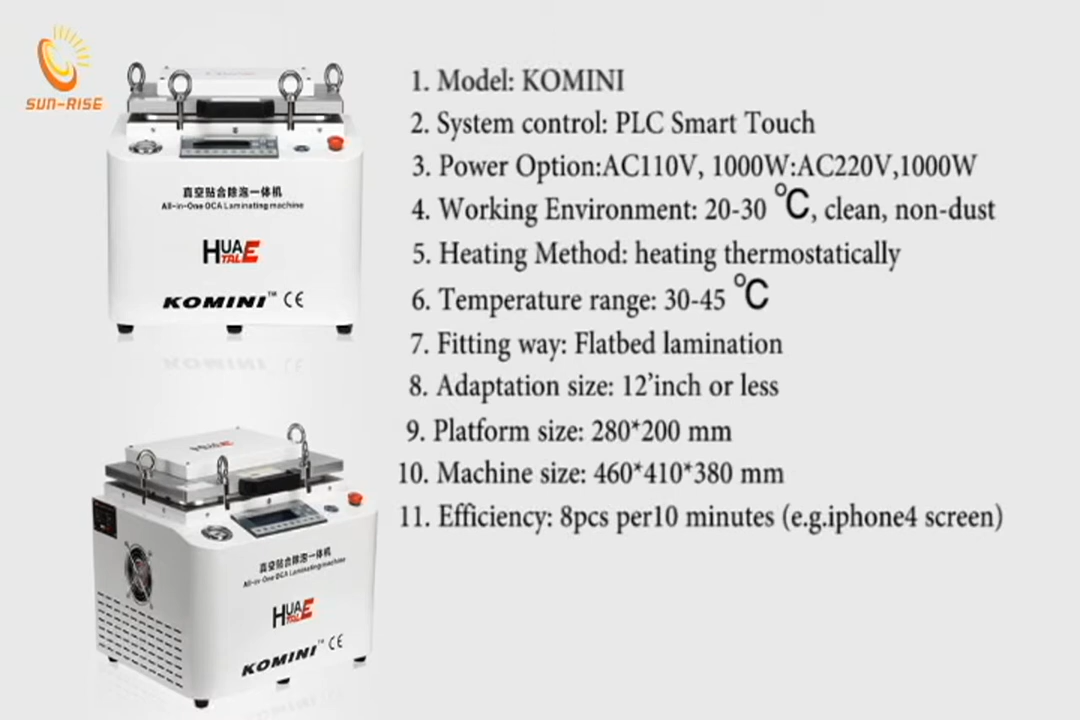 SUN-RISE
真空贴合除泡一体机
All-in-One OCA Laminating machine
HUA
TAL E
KOMINI™ CE
1. Model: KOMINI
2. System control: PLC Smart Touch
3. Power Option:AC110V, 1000W:AC220V,1000W
4. Working Environment: 20-30 ℃, clean, non-dust
5. Heating Method: heating thermostatically
6. Temperature range: 30-45 ℃
7. Fitting way: Flatbed lamination
8. Adaptation size: 12’inch or less
9. Platform size: 280*200 mm
10. Machine size: 460*410*380 mm
11. Efficiency: 8pcs per10 minutes (e.g.iphone4 screen)
真空贴合除泡一体机
All-in-One OCA Laminating machine
HUA
TAL E
KOMINI™ CE